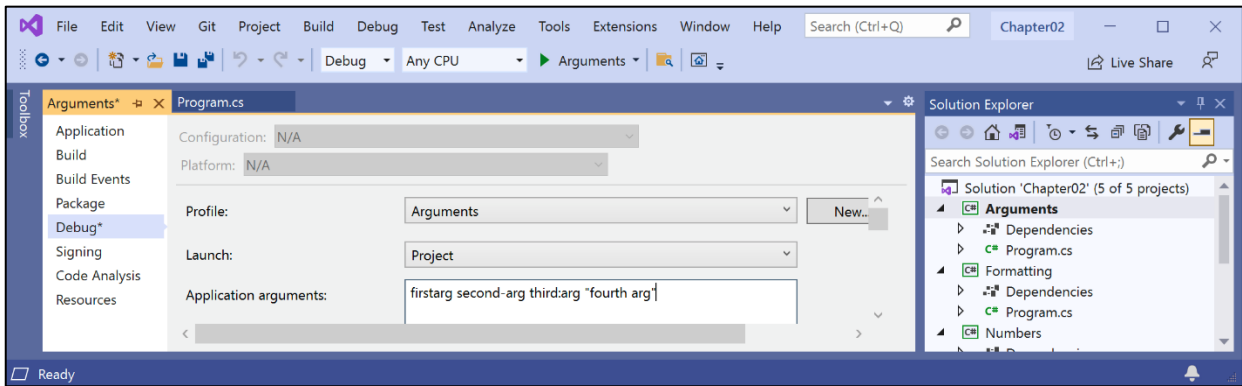 File Edit View Git Project Build Debug Test Analyze Tools Extensions Window Help Search (Ctrl+Q) Chapter02
Debug Any CPU Arguments Live Share
Toolbox
Arguments* Program.cs
Application
Build
Build Events
Package
Debug*
Signing
Code Analysis
Resources
Configuration: N/A
Platform: N/A
Profile: Arguments New...
Launch: Project
Application arguments: firstarg second-arg third:arg "fourth arg"
Solution Explorer
Search Solution Explorer (Ctrl+;)
Solution 'Chapter02' (5 of 5 projects)
C# Arguments
Dependencies
C# Program.cs
C# Formatting
Dependencies
C# Program.cs
C# Numbers
Ready